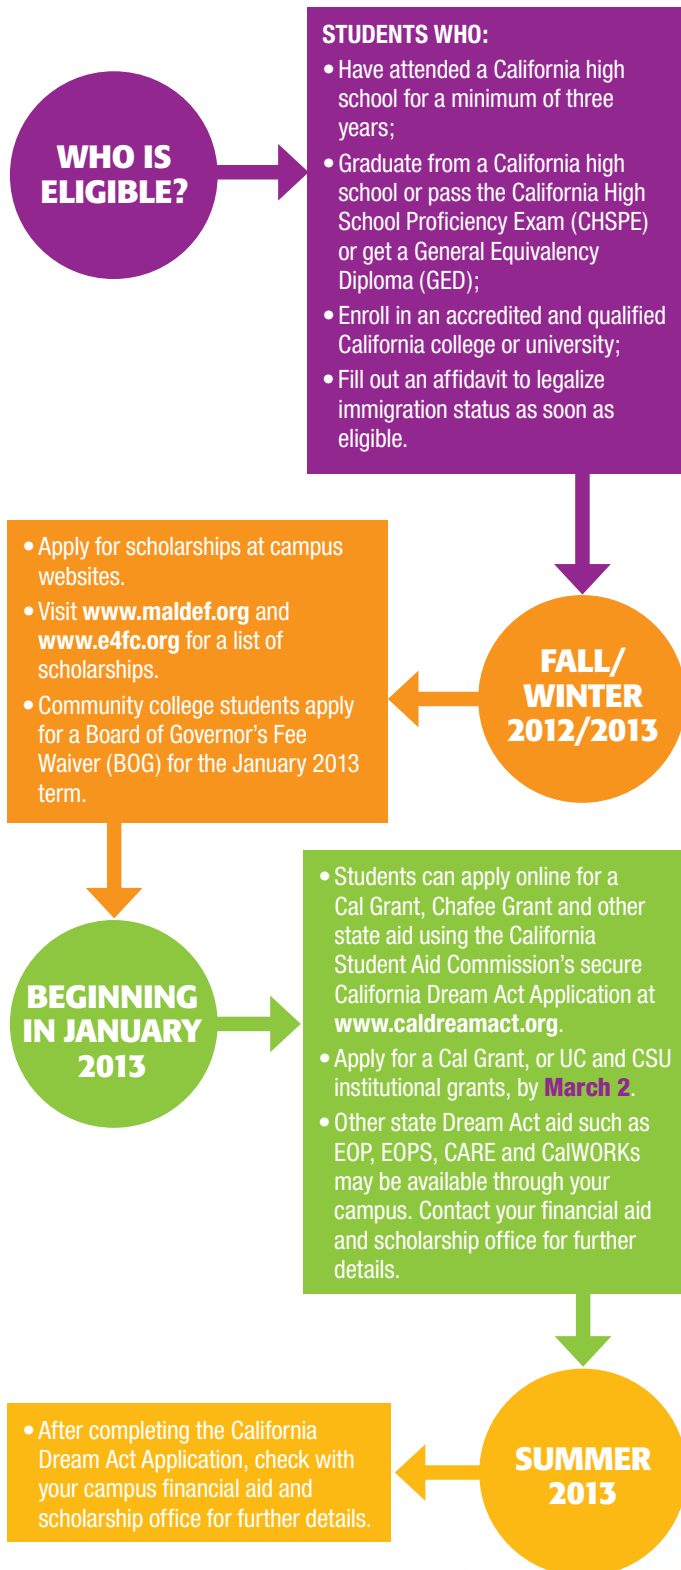 WHO IS
ELIGIBLE?
STUDENTS WHO:
• Have attended a California high
school for a minimum of three
years;
• Graduate from a California high
school or pass the California High
School Proficiency Exam (CHSPE)
or get a General Equivalency
Diploma (GED);
• Enroll in an accredited and qualified
California college or university;
• Fill out an affidavit to legalize
immigration status as soon as
eligible.
FALL/
WINTER
2012/2013
• Apply for scholarships at campus
websites.
• Visit www.maldef.org and
www.e4fc.org for a list of
scholarships.
• Community college students apply
for a Board of Governor’s Fee
Waiver (BOG) for the January 2013
term.
BEGINNING
IN JANUARY
2013
• Students can apply online for a
Cal Grant, Chafee Grant and other
state aid using the California
Student Aid Commission’s secure
California Dream Act Application at
www.caldreamact.org.
• Apply for a Cal Grant, or UC and CSU
institutional grants, by March 2.
• Other state Dream Act aid such as
EOP, EOPS, CARE and CalWORKs
may be available through your
campus. Contact your financial aid
and scholarship office for further
details.
SUMMER
2013
• After completing the California
Dream Act Application, check with
your campus financial aid and
scholarship office for further details.